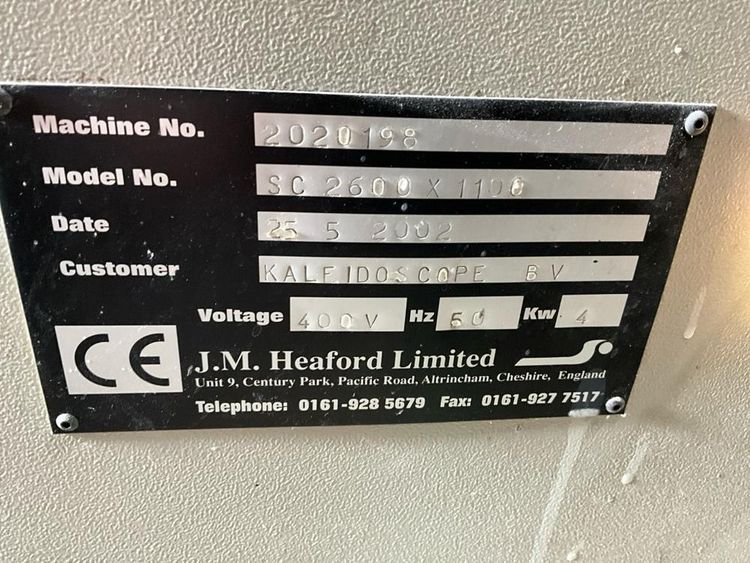 Machine No. 2020198
Model No. SC 2600 X 1100
Date 25 5 2002
Customer KALEIDOSCOPE BV
Voltage 400V Hz 50 Kw 4
CE J.M. Heaford Limited
Unit 9, Century Park, Pacific Road, Altrincham, Cheshire, England
Telephone: 0161-928 5679 Fax: 0161-927 7517